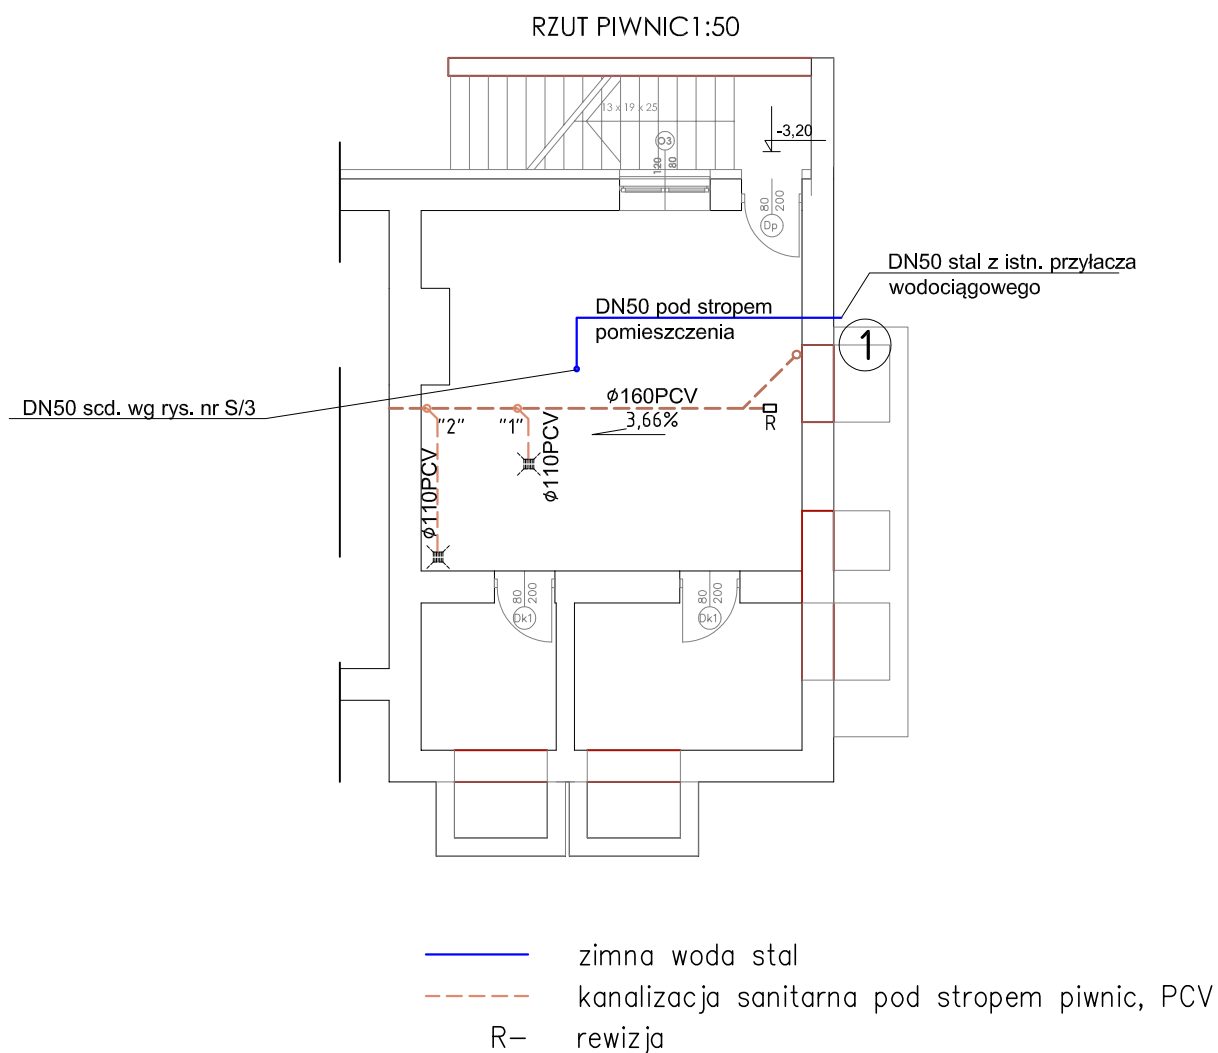 RZUT PIWNIC1:50
13 x 19 x 25
-3,20
O3
120
80
80
200
Dp
DN50 stal z istn. przyłacza
wodociągowego
DN50 pod stropem
pomieszczenia
1
DN50 scd. wg rys. nr S/3
ϕ160PCV
3,66%
R
"2"
"1"
ϕ110PCV
ϕ110PCV
80
200
Dk1
80
200
Dk1
zimna woda stal
kanalizacja sanitarna pod stropem piwnic, PCV
R– rewizja